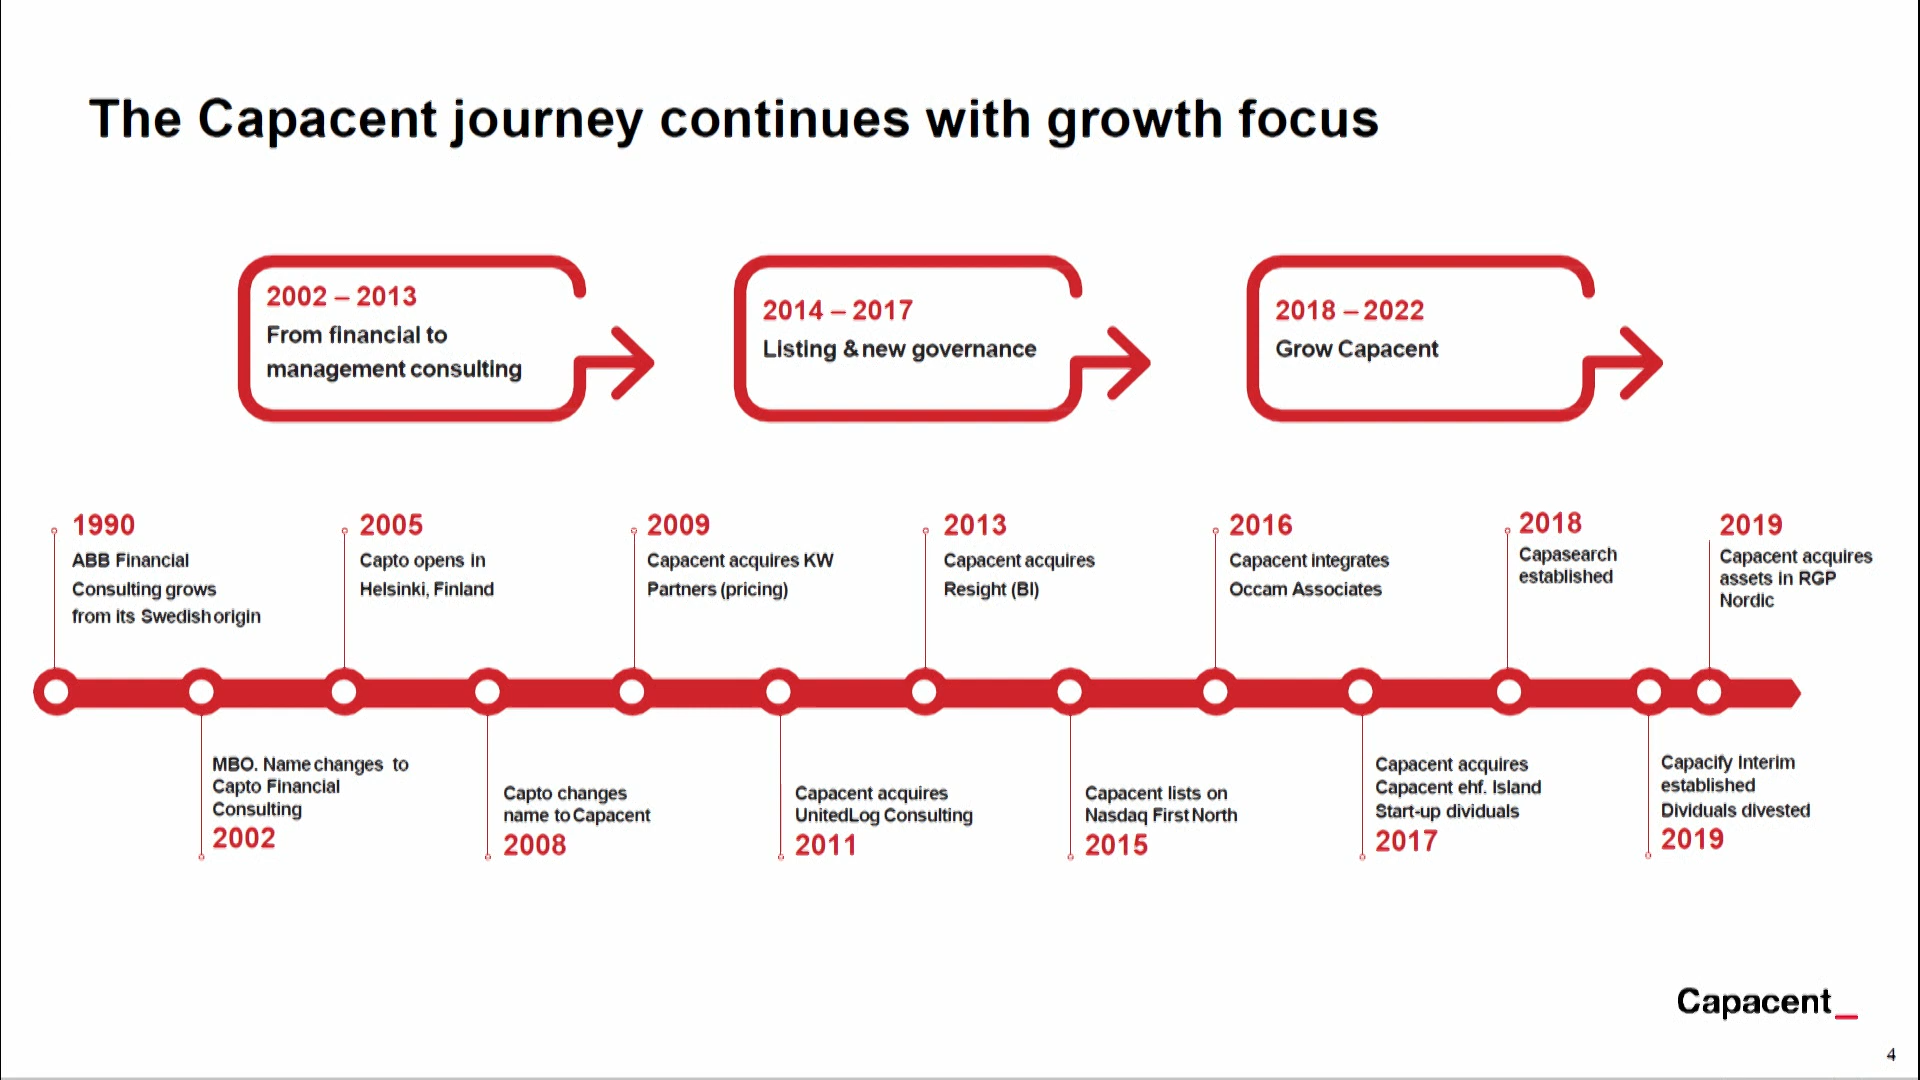 The Capacent journey continues with growth focus
2002 – 2013
From financial to
management consulting
2014 – 2017
Listing & new governance
2018 – 2022
Grow Capacent
1990
ABB Financial
Consulting grows
from its Swedish origin
2005
Capto opens in
Helsinki, Finland
2009
Capacent acquires KW
Partners (pricing)
2013
Capacent acquires
Resight (BI)
2016
Capacent integrates
Occam Associates
2018
Capasearch
established
2019
Capacent acquires
assets in RGP
Nordic
MBO. Name changes to
Capto Financial
Consulting
2002
Capto changes
name to Capacent
2008
Capacent acquires
UnitedLog Consulting
2011
Capacent lists on
Nasdaq First North
2015
Capacent acquires
Capacent ehf. Island
Start-up dividuals
2017
Capacify Interim
established
Dividuals divested
2019
Capacent_
4